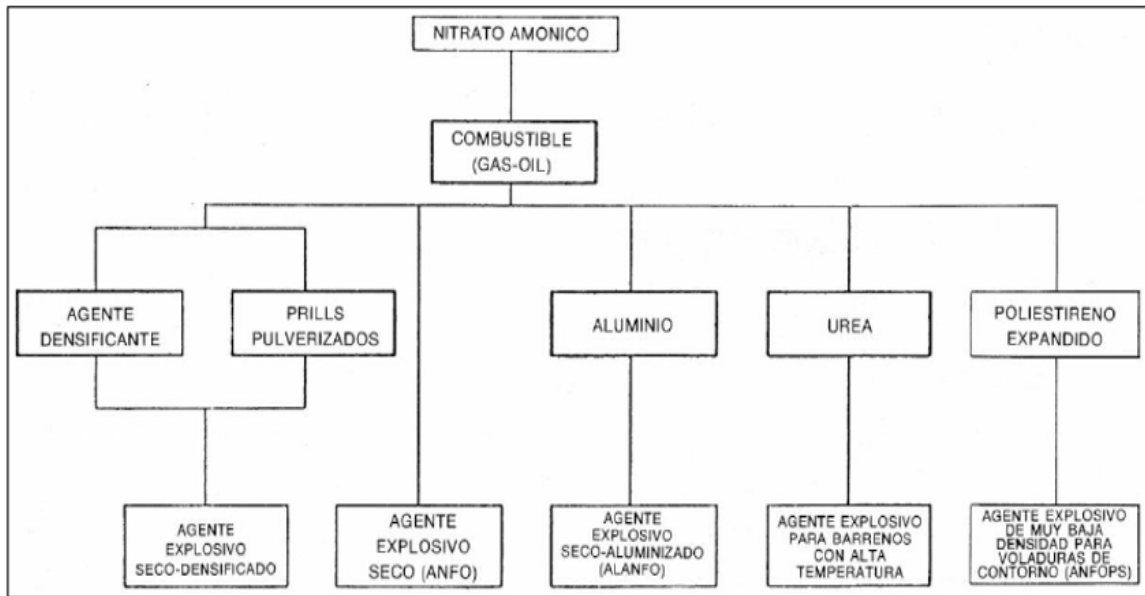 NITRATO AMONICO
COMBUSTIBLE
(GAS-OIL)
AGENTE
DENSIFICANTE
PRILLS
PULVERIZADOS
ALUMINIO
UREA
POLIESTIRENO
EXPANDIDO
AGENTE
EXPLOSIVO
SECO-DENSIFICADO
AGENTE
EXPLOSIVO
SECO (ANFO)
AGENTE
EXPLOSIVO
SECO-ALUMINIZADO
(ALANFO)
AGENTE EXPLOSIVO
PARA BARRENOS
CON ALTA
TEMPERATURA
AGENTE EXPLOSIVO
DE MUY BAJA
DENSIDAD PARA
VOLADURAS DE
CONTORNO (ANFOPS)